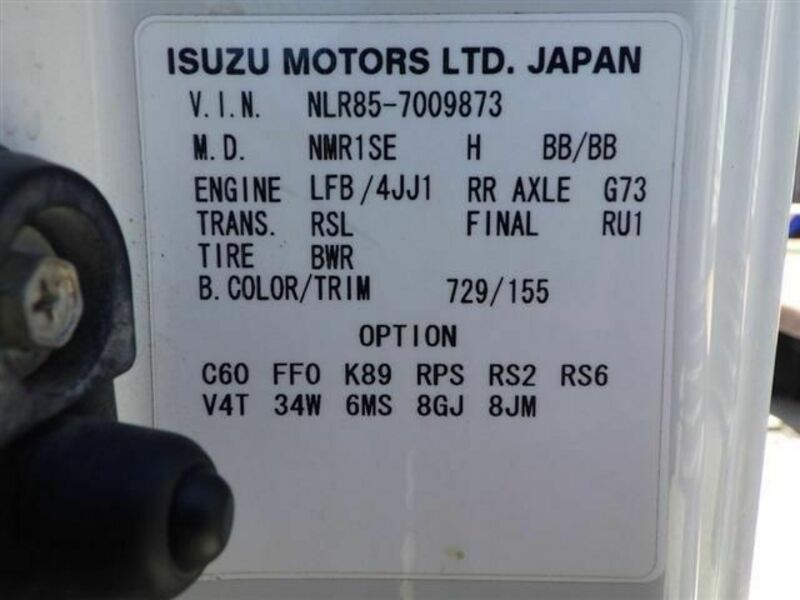 ISUZU MOTORS LTD. JAPAN
V.I.N. NLR85-7009873
M.D. NMR1SE H BB/BB
ENGINE LFB/4JJ1 RR AXLE G73
TRANS. RSL FINAL RU1
TIRE BWR
B.COLOR/TRIM 729/155
OPTION
C60 FF0 K89 RPS RS2 RS6
V4T 34W 6MS 8GJ 8JM